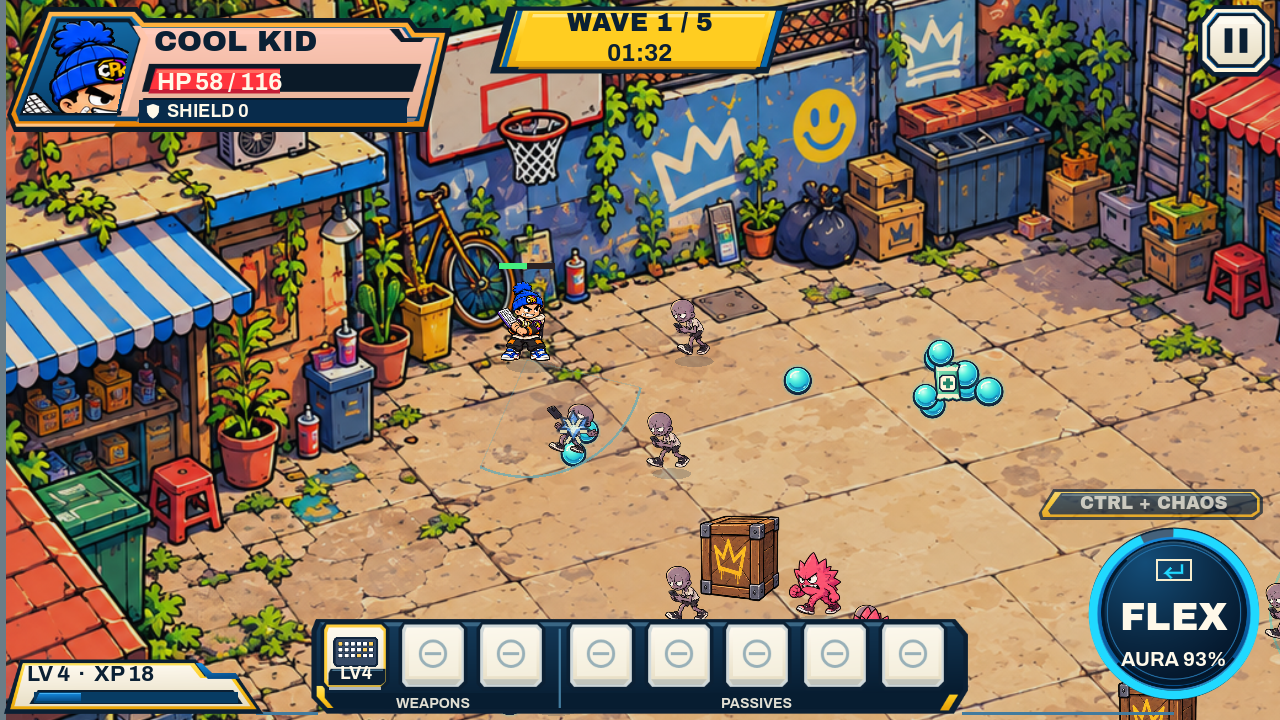 COOL KID
HP 58 / 116
SHIELD 0
WAVE 1 / 5
01:32
CTRL + CHAOS
FLEX
AURA 93%
LV 4 · XP 18
LV4
WEAPONS
PASSIVES